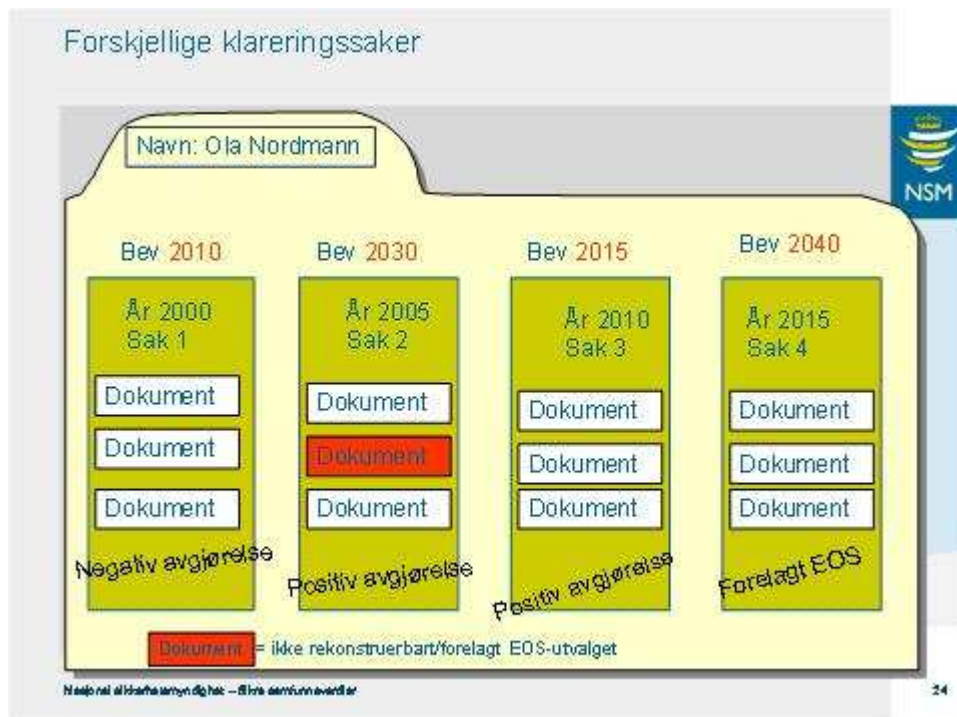 Forskjellige klareringssaker
Navn: Ola Nordmann
NSM
Bev 2010
År 2000
Sak 1
Dokument
Dokument
Dokument
Negativ avgjørelse
Bev 2030
År 2005
Sak 2
Dokument
Dokument
Dokument
Positiv avgjørelse
Bev 2015
År 2010
Sak 3
Dokument
Dokument
Dokument
Positiv avgjørelse
Bev 2040
År 2015
Sak 4
Dokument
Dokument
Dokument
Forelagt EOS
Dokument = ikke rekonstruerbart/forelagt EOS-utvalget
Nasjonal sikkerhetsmyndighet – Sikre samfunnsverdier
24